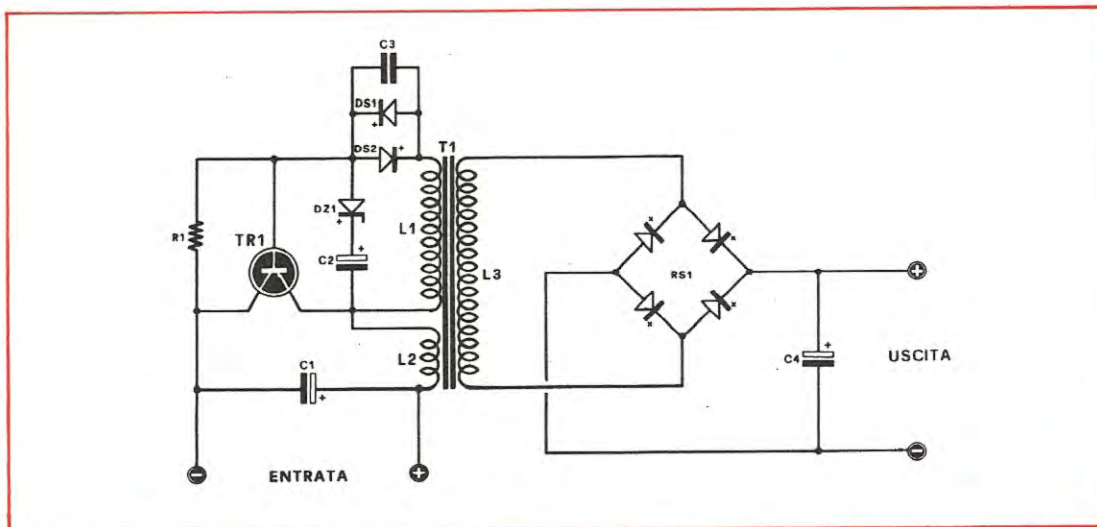 C3
DS1
+
DS2
+
T1
DZ1
+
R1
TR1
C2
+
L1
L3
L2
C1
+
RS1
+
C4
+
USCITA
-
-
ENTRATA
+